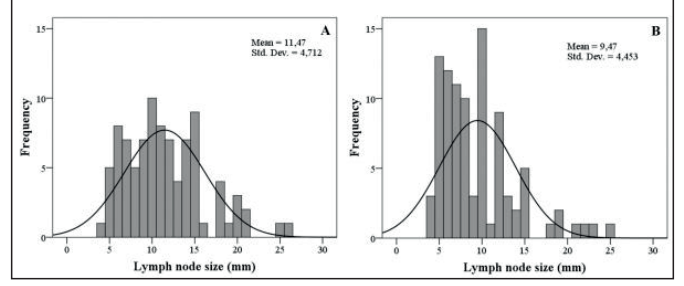 A
Mean = 11,47
Std. Dev. = 4,712
Frequency
15
10
5
0
0 5 10 15 20 25 30
Lymph node size (mm)
B
Mean = 9,47
Std. Dev. = 4,453
Frequency
15
10
5
0
0 5 10 15 20 25 30
Lymph node size (mm)